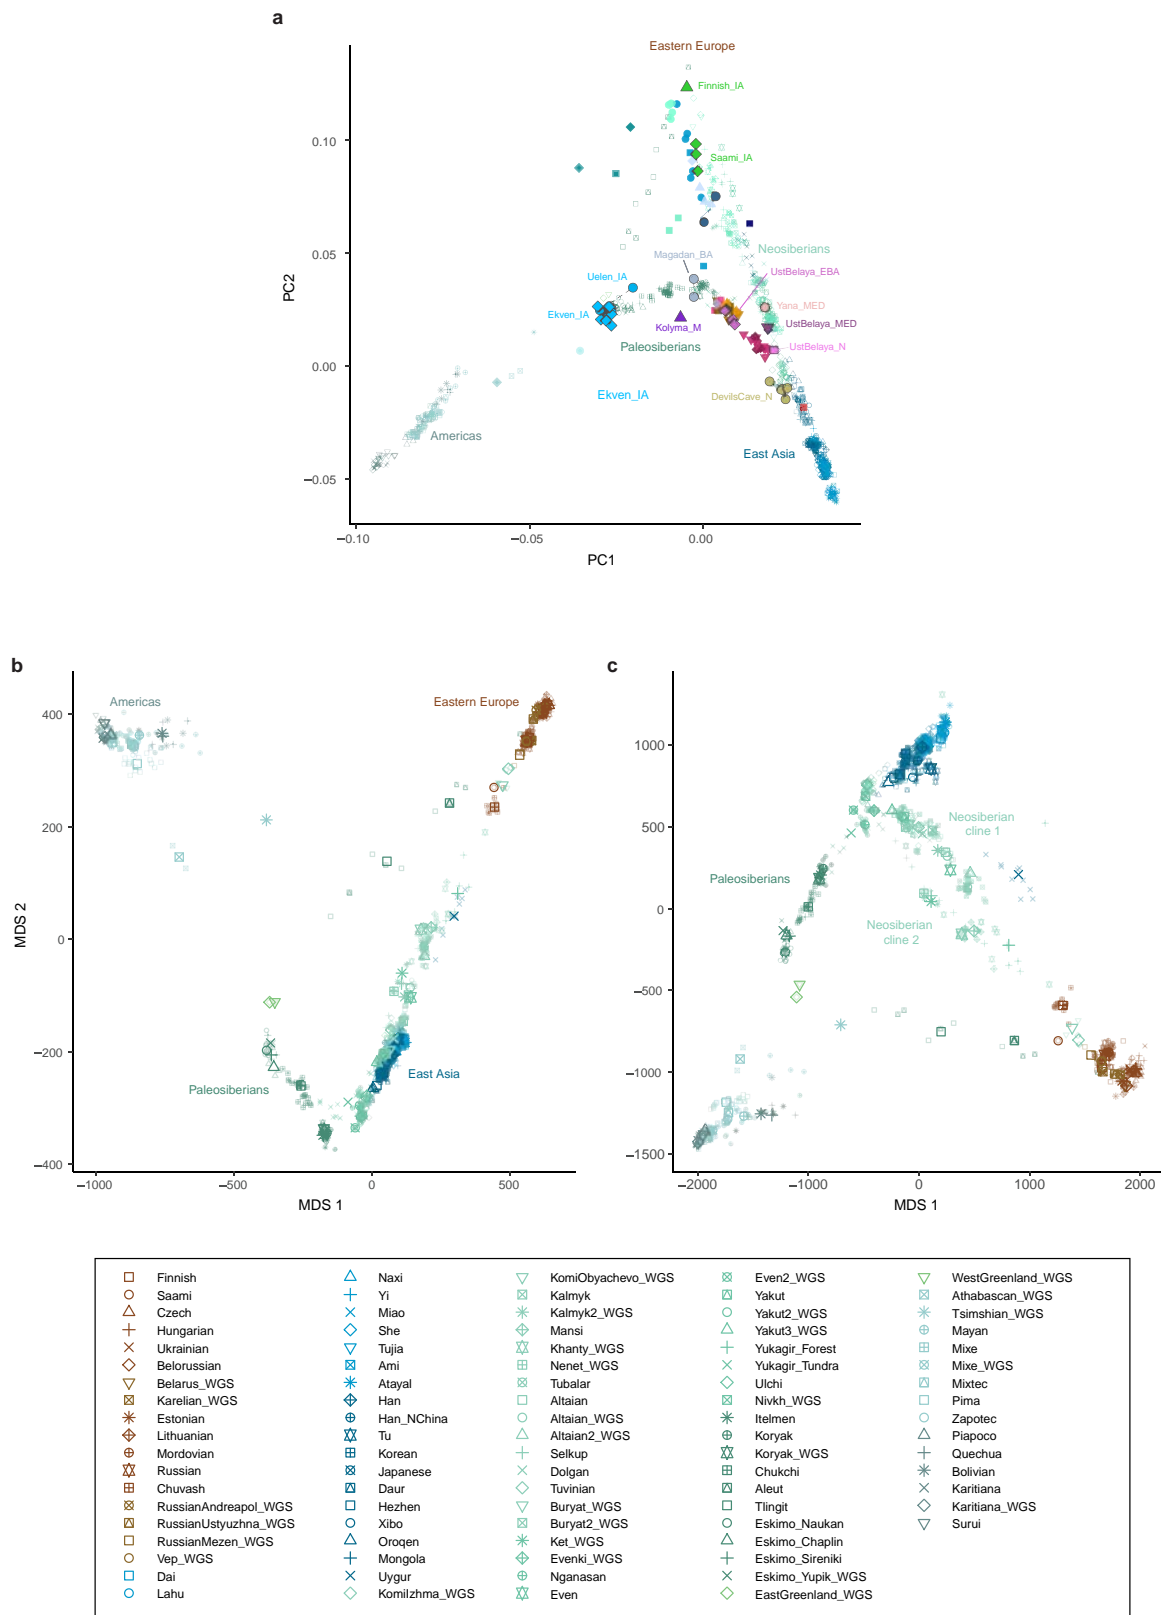 a
Eastern Europe
Finnish_IA
0.10
Saami_IA
Neosiberians
Magadan_BA
0.05
UstBelaya_EBA
Uelen_IA
PC2
Yana_MED
Ekven_IA
UstBelaya_MED
Kolyma_M
Paleosiberians
UstBelaya_N
0.00
Ekven_IA
DevilsCave_N
Americas
East Asia
−0.05
−0.10
−0.05
0.00
PC1
b
Americas
Eastern Europe
400
200
MDS 2
0
−200
East Asia
Paleosiberians
−400
−1000
−500
0
500
MDS 1
c
1000
Neosiberian
cline 1
500
Paleosiberians
0
Neosiberian
cline 2
−500
−1000
−1500
−2000
−1000
0
1000
2000
MDS 1
Finnish
Saami
Czech
Hungarian
Ukrainian
Belorussian
Belarus_WGS
Karelian_WGS
Estonian
Lithuanian
Mordovian
Russian
Chuvash
RussianAndreapol_WGS
RussianUstyuzhna_WGS
RussianMezen_WGS
Vep_WGS
Dai
Lahu
Naxi
Yi
Miao
She
Tujia
Ami
Atayal
Han
Han_NChina
Tu
Korean
Japanese
Daur
Hezhen
Xibo
Oroqen
Mongola
Uygur
KomiIzhma_WGS
KomiObyachevo_WGS
Kalmyk
Kalmyk2_WGS
Mansi
Khanty_WGS
Nenet_WGS
Tubalar
Altaian
Altaian_WGS
Altaian2_WGS
Selkup
Dolgan
Tuvinian
Buryat_WGS
Buryat2_WGS
Ket_WGS
Evenki_WGS
Nganasan
Even
Even2_WGS
Yakut
Yakut2_WGS
Yakut3_WGS
Yukagir_Forest
Yukagir_Tundra
Ulchi
Nivkh_WGS
Itelmen
Koryak
Koryak_WGS
Chukchi
Aleut
Tlingit
Eskimo_Naukan
Eskimo_Chaplin
Eskimo_Sireniki
Eskimo_Yupik_WGS
EastGreenland_WGS
WestGreenland_WGS
Athabascan_WGS
Tsimshian_WGS
Mayan
Mixe
Mixe_WGS
Mixtec
Pima
Zapotec
Piapoco
Quechua
Bolivian
Karitiana
Karitiana_WGS
Surui